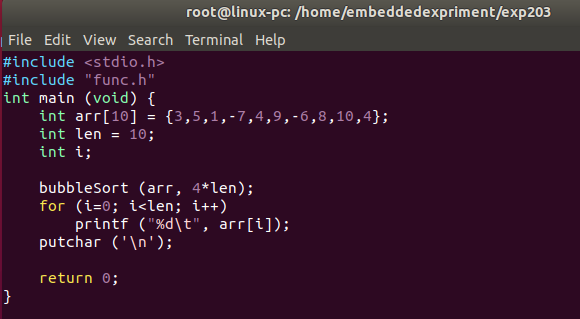 root@linux-pc: /home/embeddedexpriment/exp203
File Edit View Search Terminal Help
#include <stdio.h>
#include "func.h"
int main (void) {
    int arr[10] = {3,5,1,-7,4,9,-6,8,10,4};
    int len = 10;
    int i;

    bubbleSort (arr, 4*len);
    for (i=0; i<len; i++)
        printf ("%d\t", arr[i]);
    putchar ('\n');

    return 0;
}